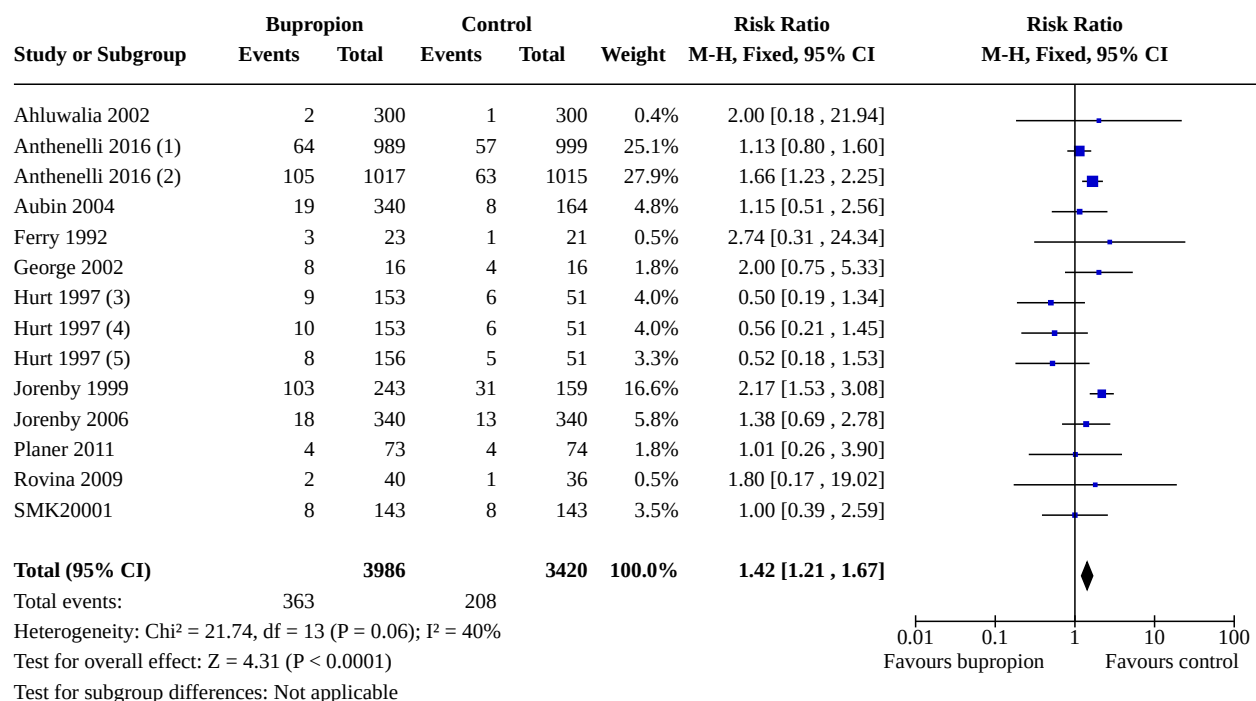 Bupropion Control Risk Ratio Risk Ratio
Study or Subgroup Events Total Events Total Weight M-H, Fixed, 95% CI M-H, Fixed, 95% CI
Ahluwalia 2002 2 300 1 300 0.4% 2.00 [0.18 , 21.94]
Anthenelli 2016 (1) 64 989 57 999 25.1% 1.13 [0.80 , 1.60]
Anthenelli 2016 (2) 105 1017 63 1015 27.9% 1.66 [1.23 , 2.25]
Aubin 2004 19 340 8 164 4.8% 1.15 [0.51 , 2.56]
Ferry 1992 3 23 1 21 0.5% 2.74 [0.31 , 24.34]
George 2002 8 16 4 16 1.8% 2.00 [0.75 , 5.33]
Hurt 1997 (3) 9 153 6 51 4.0% 0.50 [0.19 , 1.34]
Hurt 1997 (4) 10 153 6 51 4.0% 0.56 [0.21 , 1.45]
Hurt 1997 (5) 8 156 5 51 3.3% 0.52 [0.18 , 1.53]
Jorenby 1999 103 243 31 159 16.6% 2.17 [1.53 , 3.08]
Jorenby 2006 18 340 13 340 5.8% 1.38 [0.69 , 2.78]
Planer 2011 4 73 4 74 1.8% 1.01 [0.26 , 3.90]
Rovina 2009 2 40 1 36 0.5% 1.80 [0.17 , 19.02]
SMK20001 8 143 8 143 3.5% 1.00 [0.39 , 2.59]
Total (95% CI) 3986 3420 100.0% 1.42 [1.21 , 1.67]
Total events: 363 208
Heterogeneity: Chi² = 21.74, df = 13 (P = 0.06); I² = 40%
0.01 0.1 1 10 100
Test for overall effect: Z = 4.31 (P < 0.0001)
Favours bupropion Favours control
Test for subgroup differences: Not applicable